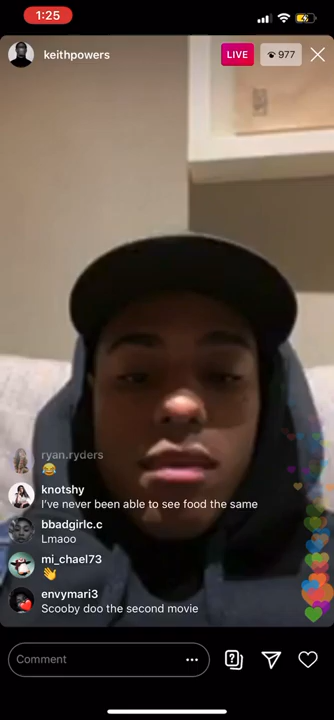 1:25
keithpowers
LIVE
977
ryan.ryders
😂
knotshy
I've never been able to see food the same
bbadgirlc.c
Lmaoo
mi_chael73
👋
envymari3
Scooby doo the second movie
Comment